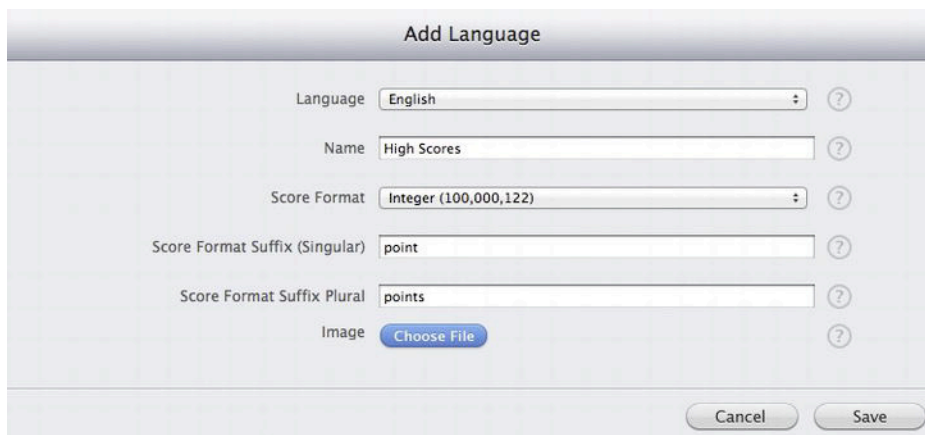 Add Language
Language English ?
Name High Scores ?
Score Format Integer (100,000,122) ?
Score Format Suffix (Singular) point ?
Score Format Suffix Plural points ?
Image Choose File ?
Cancel Save